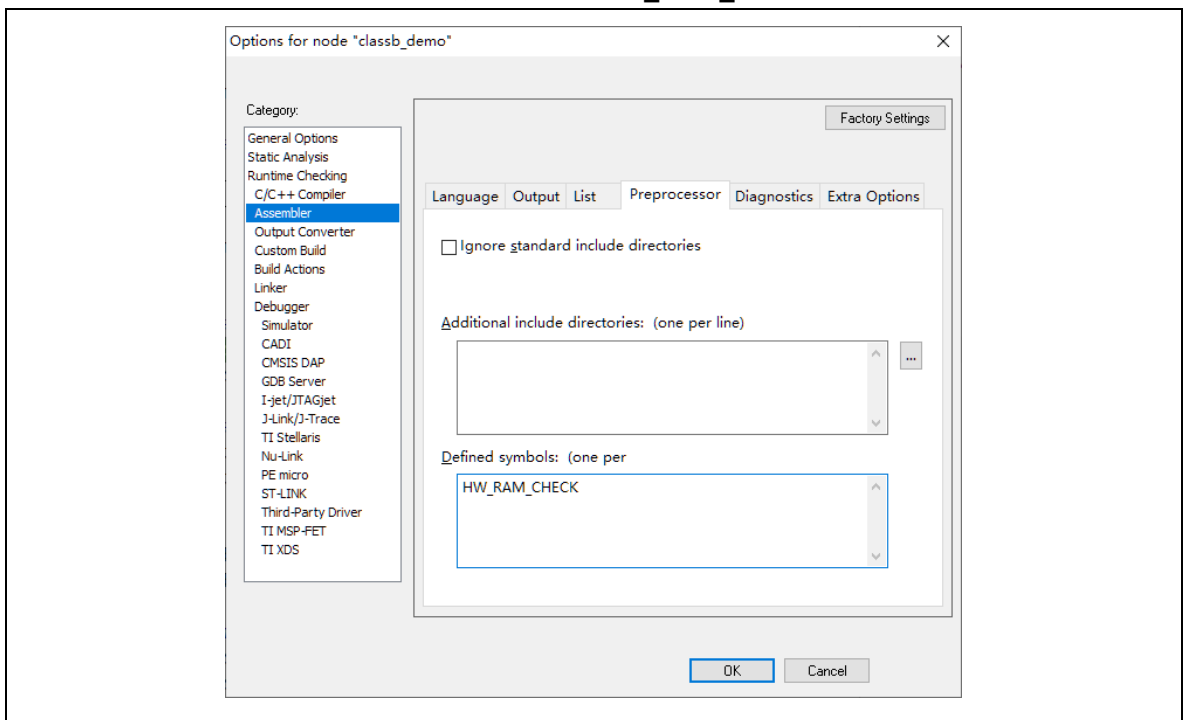 Options for node "classb_demo"
Category:
Factory Settings
General Options
Static Analysis
Runtime Checking
C/C++ Compiler
Assembler
Output Converter
Custom Build
Build Actions
Linker
Debugger
Simulator
CADI
CMSIS DAP
GDB Server
I-jet/JTAGjet
J-Link/J-Trace
TI Stellaris
Nu-Link
PE micro
ST-LINK
Third-Party Driver
TI MSP-FET
TI XDS
Language Output List Preprocessor Diagnostics Extra Options
Ignore standard include directories
Additional include directories: (one per line)
...
Defined symbols: (one per
HW_RAM_CHECK
OK Cancel